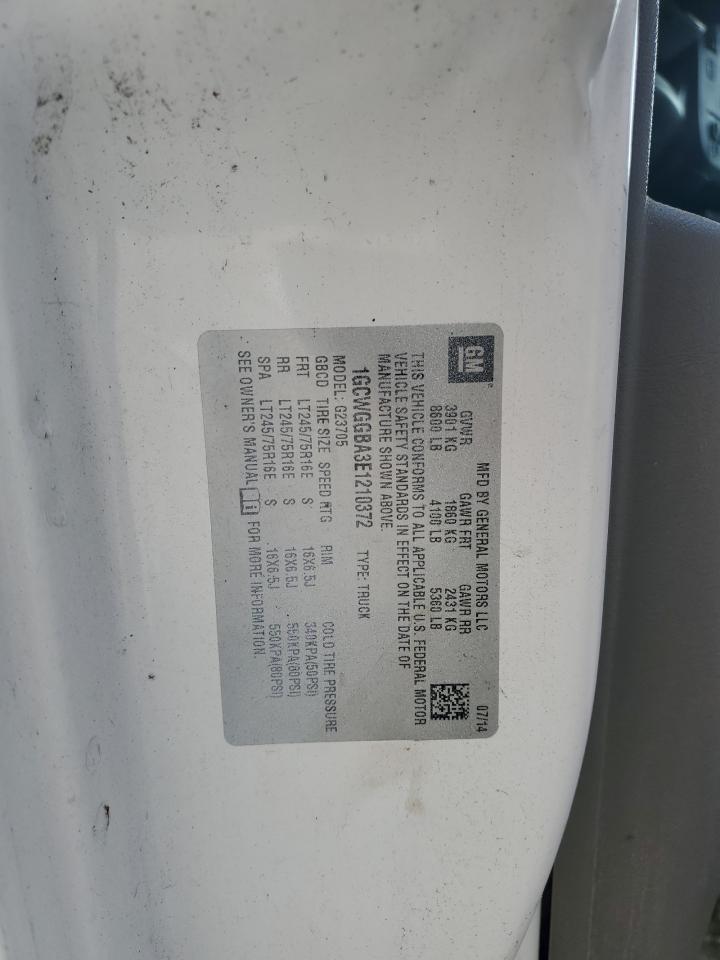 GM
MFD BY GENERAL MOTORS LLC 07/14
GVWR GAWR FRT GAWR RR
3901 KG 1860 KG 2431 KG
8600 LB 4100 LB 5360 LB
THIS VEHICLE CONFORMS TO ALL APPLICABLE U.S. FEDERAL MOTOR
VEHICLE SAFETY STANDARDS IN EFFECT ON THE DATE OF
MANUFACTURE SHOWN ABOVE.
1GCWGGBA3E1210372 TYPE: TRUCK
MODEL: G23705
GBCD TIRE SIZE SPEED RTG RIM COLD TIRE PRESSURE
FRT LT245/75R16E S 16X6.5J 340KPA(50PSI)
RR LT245/75R16E S 16X6.5J 550KPA(80PSI)
SPA LT245/75R16E S 16X6.5J 550KPA(80PSI)
SEE OWNER'S MANUAL FOR MORE INFORMATION.